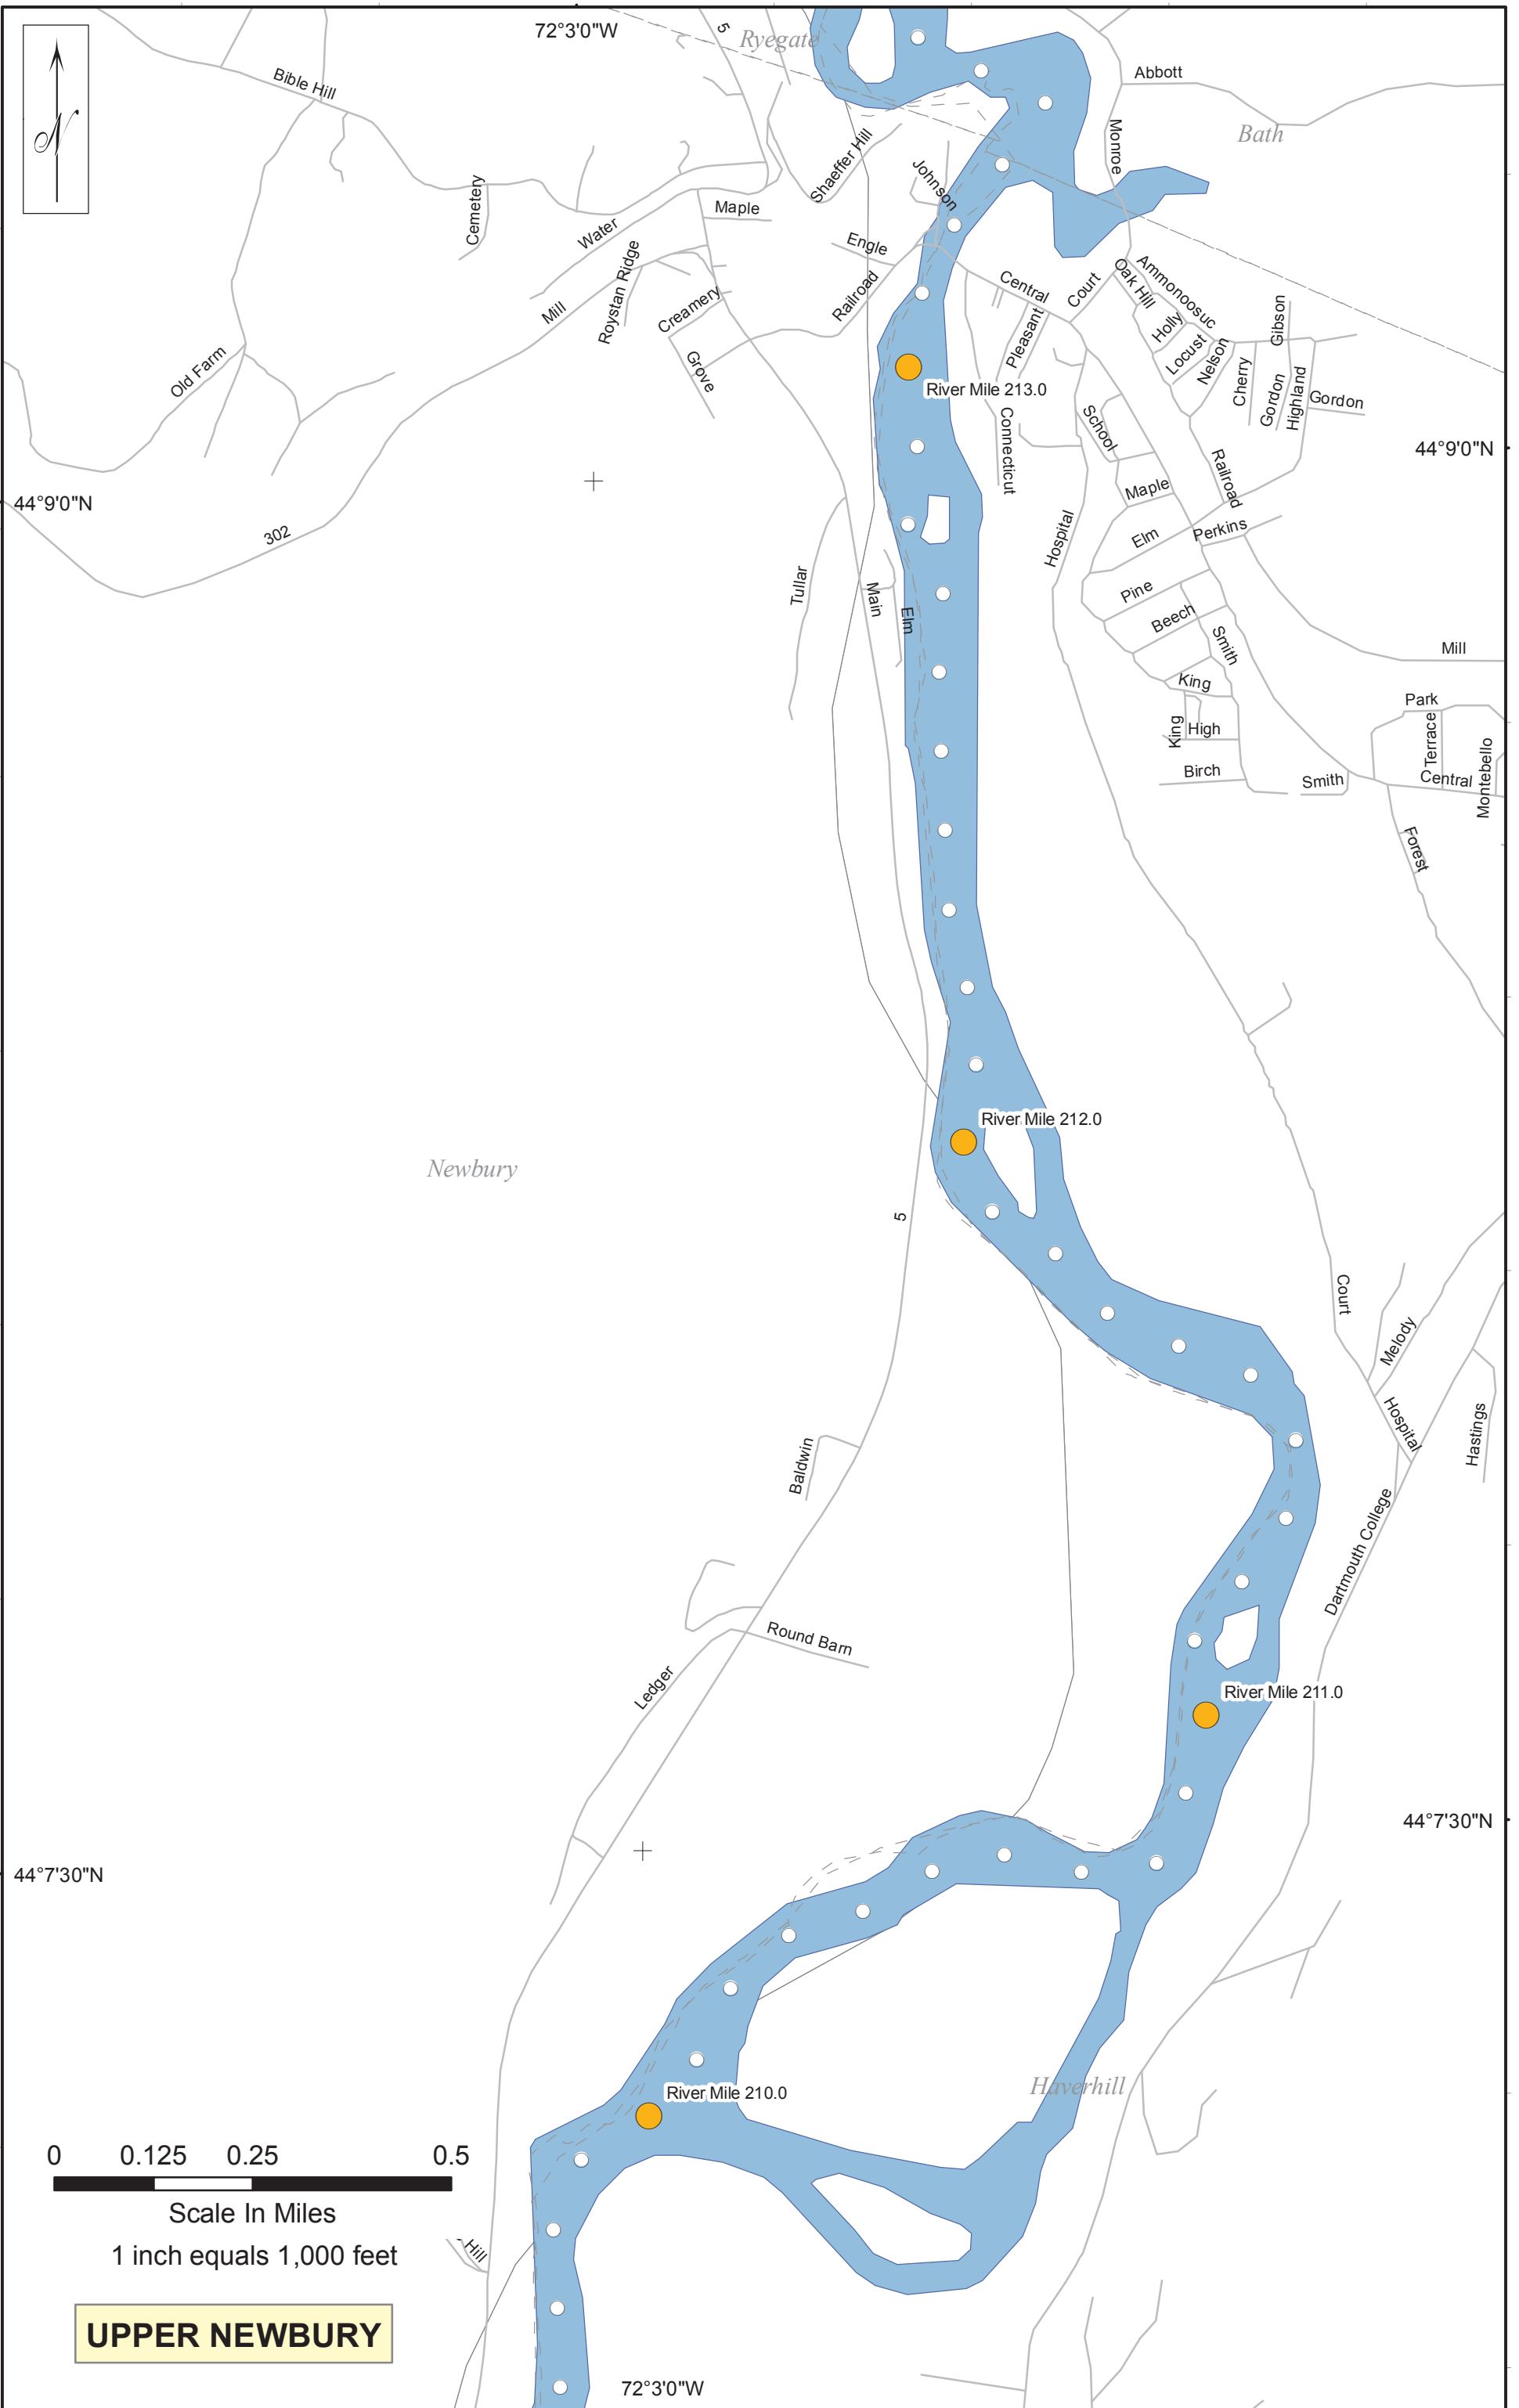 72°3'0"W
5
Ryegate
N
Bible Hill
Abbott
Monroe
Bath
Shaeffer Hill
Johnson
Cemetery
Maple
Water
Engle
Railroad
Roystan Ridge
Mill
Creamery
Grove
Old Farm
Central
Court
Pleasant
Oak Hill
Ammonoosuc
Holly
Locust
Nelson
Gibson
Cherry
Gordon
Highland
Gordon
River Mile 213.0
Connecticut
School
44°9'0"N
44°9'0"N
302
Maple
Railroad
Hospital
Elm
Perkins
Tullar
Main
Elm
Pine
Beech
Smith
Mill
King
King
High
Park
Terrace
Birch
Smith
Central
Montebello
Forest
River Mile 212.0
Newbury
5
Court
Melody
Hospital
Hastings
Baldwin
Dartmouth College
Round Barn
Ledger
River Mile 211.0
44°7'30"N
44°7'30"N
Haverhill
River Mile 210.0
0 0.125 0.25 0.5
Scale In Miles
1 inch equals 1,000 feet
Hill
UPPER NEWBURY
72°3'0"W